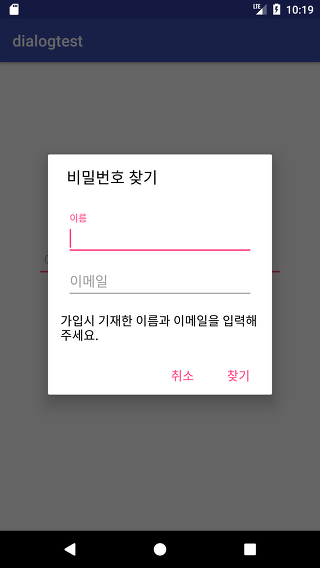 LTE 10:19
dialogtest
비밀번호 찾기
이름
이메일
가입시 기재한 이름과 이메일을 입력해
주세요.
취소 찾기